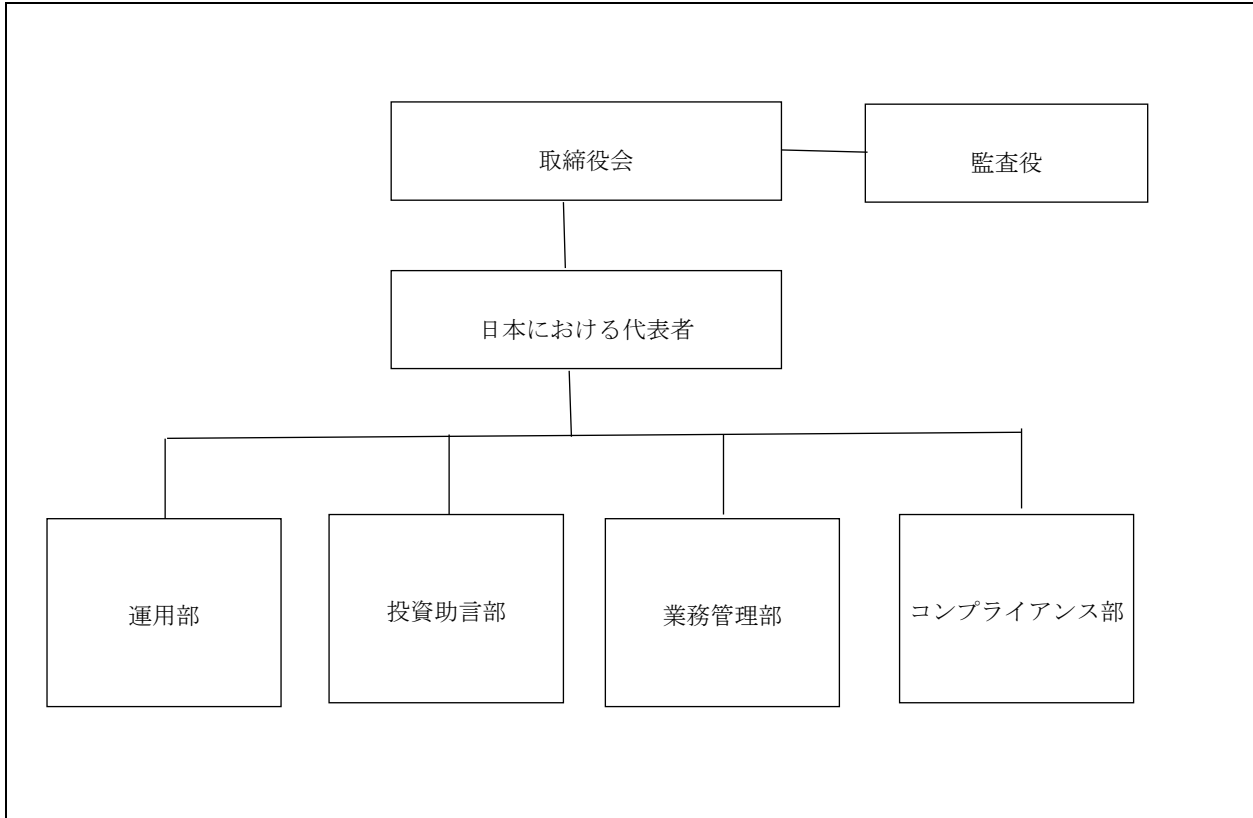 取締役会
監査役
日本における代表者
運用部
投資助言部
業務管理部
コンプライアンス部